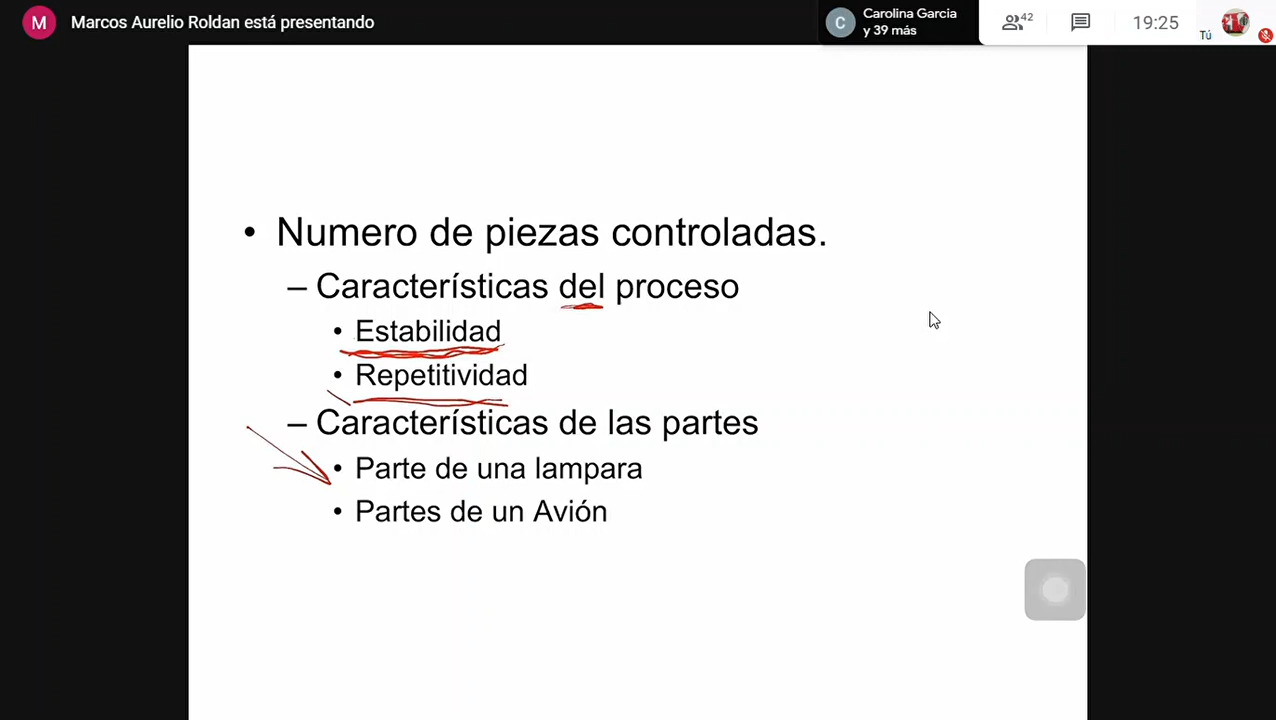 M Marcos Aurelio Roldan está presentando
C Carolina Garcia
y 39 más
42
19:25
Tú
• Numero de piezas controladas.
– Características del proceso
• Estabilidad
• Repetitividad
– Características de las partes
• Parte de una lampara
• Partes de un Avión